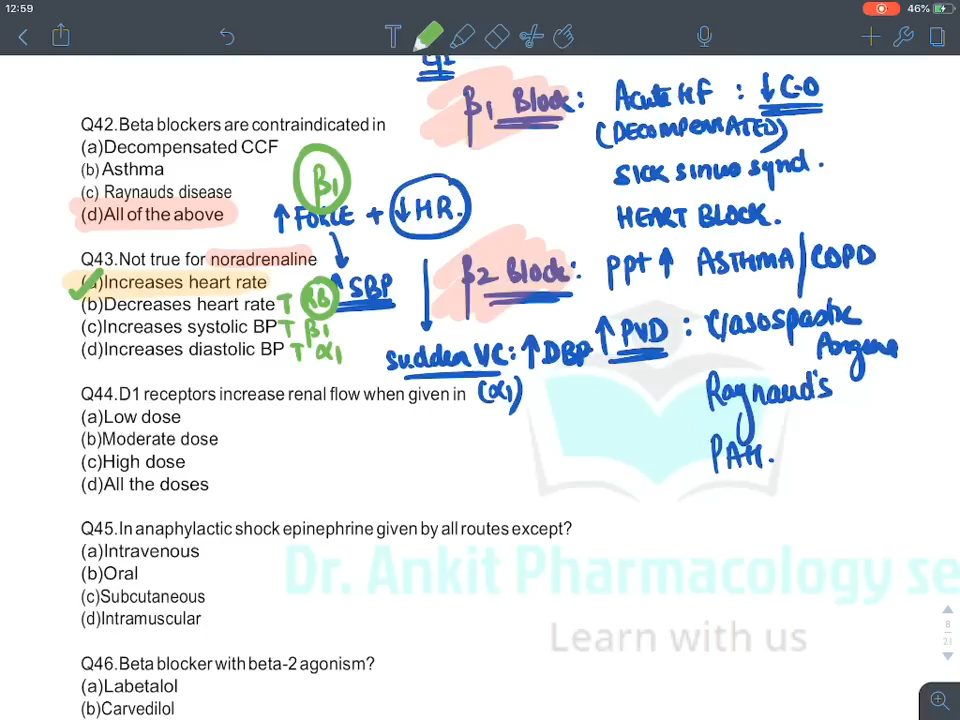 12:59
46%
β1 Block : Acute HF : ↓ C.O
(DECOMPENSATED)
SICK SINUS SYND.
HEART BLOCK.
Q42.Beta blockers are contraindicated in
(a)Decompensated CCF
(b)Asthma
(c) Raynauds disease
(d)All of the above
β1
↑ FORCE + ↓ HR.
↑ SBP
β2 Block : ppt ↑ ASTHMA/COPD
↑ PVD : Vasospastic
Angina
Raynaud's
PAH.
Q43.Not true for noradrenaline
(a)Increases heart rate
(b)Decreases heart rate T RB
(c)Increases systolic BP T β1
(d)Increases diastolic BP T α1
sudden VC : ↑ DBP
(α1)
Q44.D1 receptors increase renal flow when given in
(a)Low dose
(b)Moderate dose
(c)High dose
(d)All the doses
Q45.In anaphylactic shock epinephrine given by all routes except?
(a)Intravenous
(b)Oral
(c)Subcutaneous
(d)Intramuscular
Dr. Ankit Pharmacology se
Learn with us
Q46.Beta blocker with beta-2 agonism?
(a)Labetalol
(b)Carvedilol
8
21